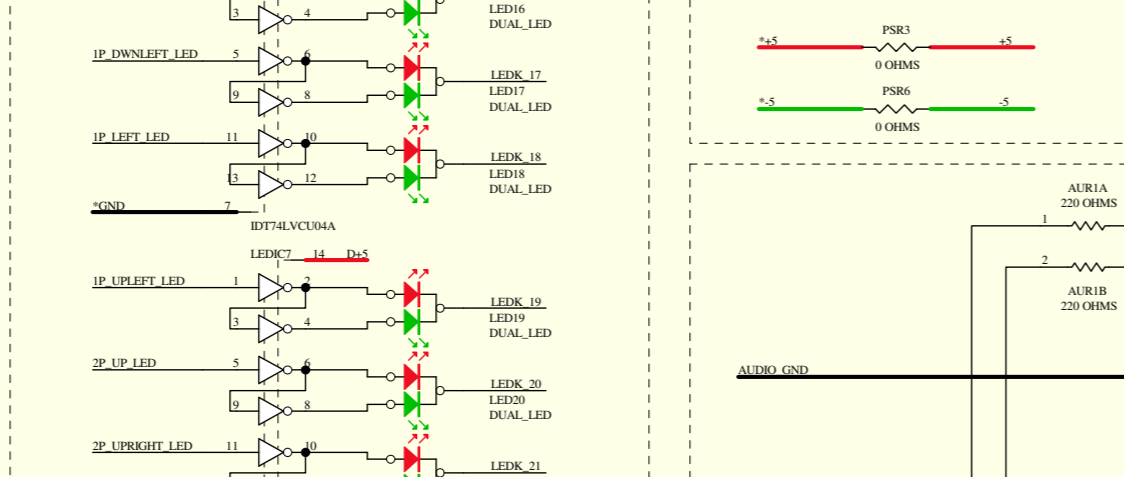 3 4
LED16
DUAL_LED
1P_DWNLEFT_LED 5 6
LEDK_17
9 8
LED17
DUAL_LED
1P_LEFT_LED 11 10
LEDK_18
13 12
LED18
DUAL_LED
*GND 7
IDT74LVCU04A
LEDIC7 14 D+5
1P_UPLEFT_LED 1 2
LEDK_19
3 4
LED19
DUAL_LED
2P_UP_LED 5 6
LEDK_20
9 8
LED20
DUAL_LED
2P_UPRIGHT_LED 11 10
LEDK_21
PSR3
*+5 +5
0 OHMS
PSR6
*-5 -5
0 OHMS
AUR1A
220 OHMS
1
2
AUR1B
220 OHMS
AUDIO_GND